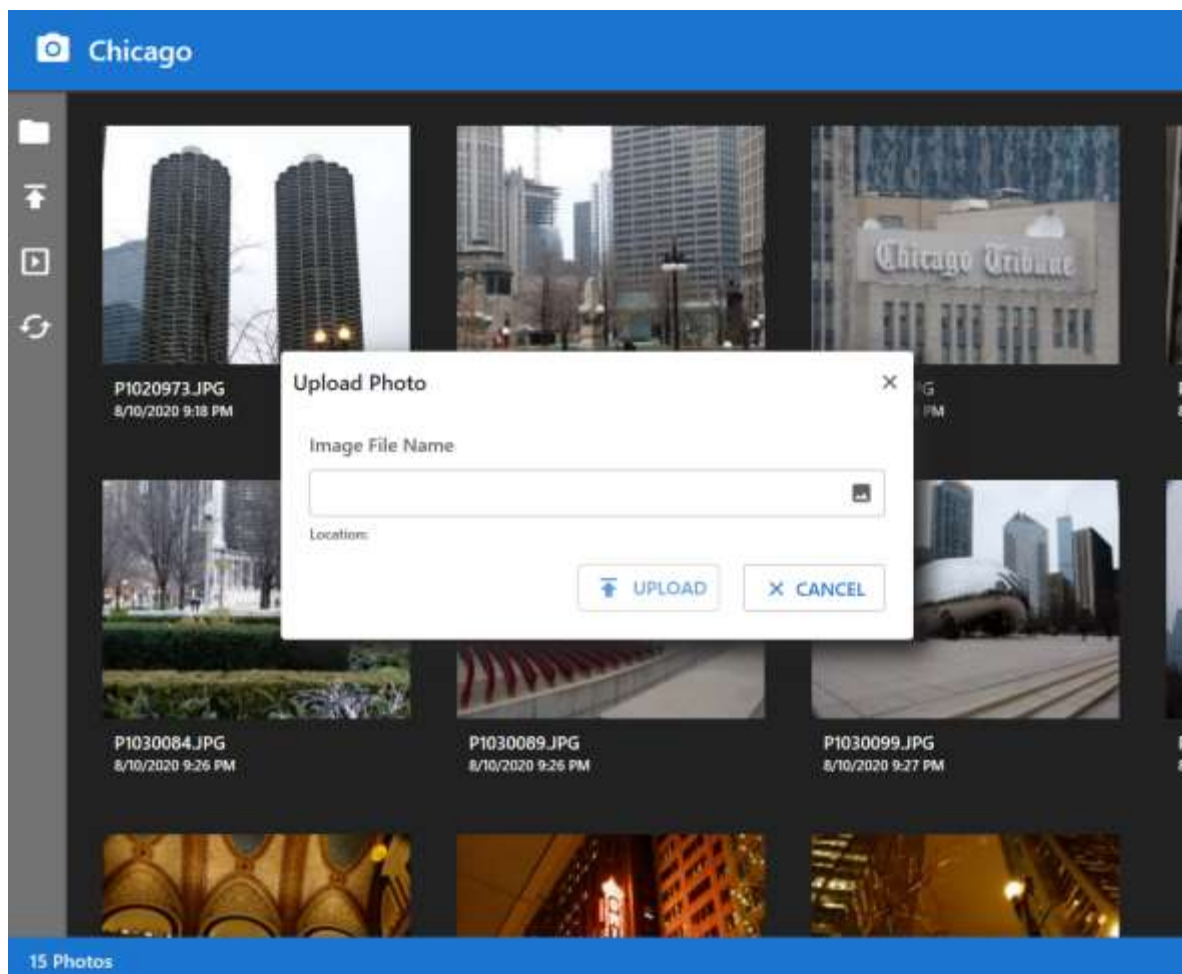 Chicago
Chicago Tribune
P1020973.JPG
8/10/2020 9:18 PM
G
PM
Upload Photo
Image File Name
Location:
UPLOAD
CANCEL
P1030084.JPG
8/10/2020 9:26 PM
P1030089.JPG
8/10/2020 9:26 PM
P1030099.JPG
8/10/2020 9:27 PM
15 Photos